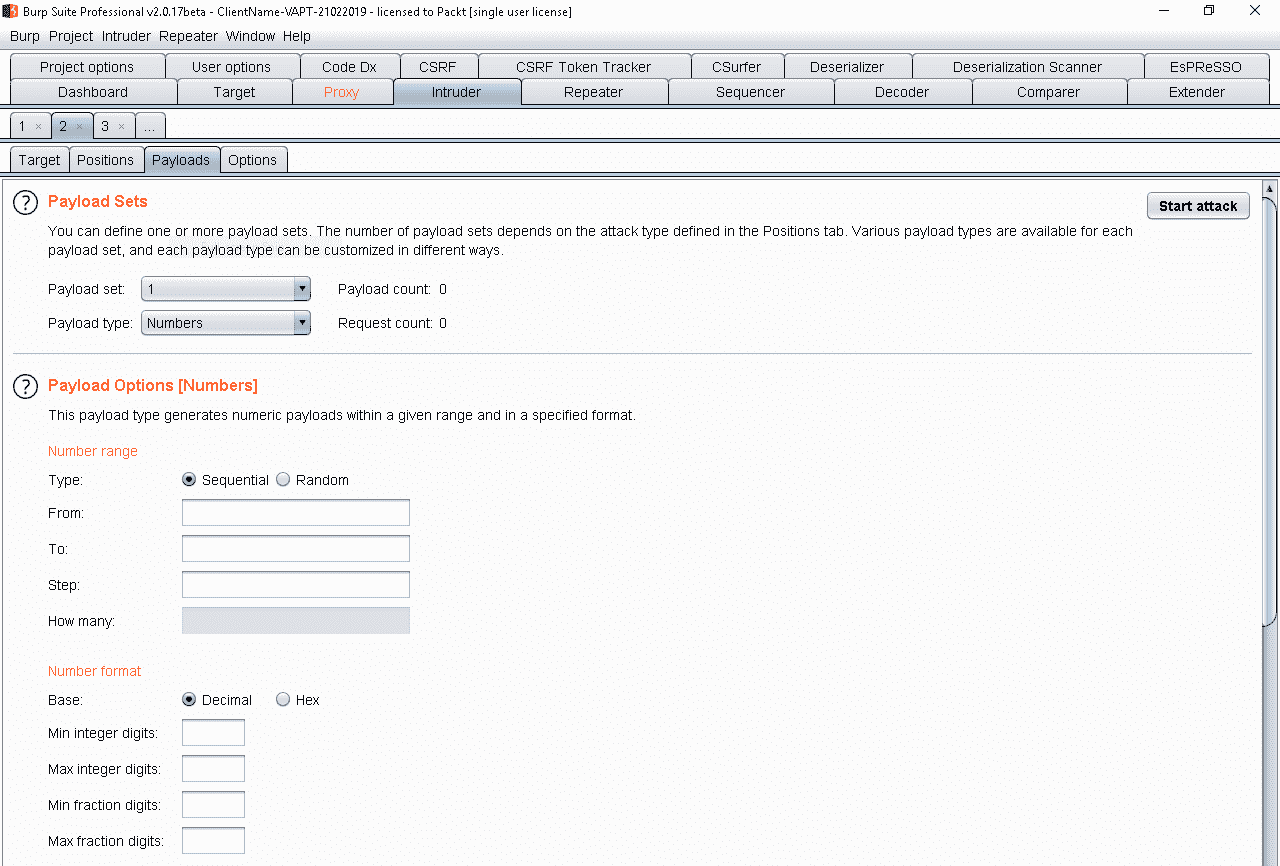 Burp Suite Professional v2.0.17beta - ClientName-VAPT-21022019 - licensed to Packt [single user license]
Burp Project Intruder Repeater Window Help
Project options User options Code Dx CSRF CSRF Token Tracker CSurfer Deserializer Deserialization Scanner EsPReSSO
Dashboard Target Proxy Intruder Repeater Sequencer Decoder Comparer Extender
1 × 2 × 3 × ...
Target Positions Payloads Options
? Payload Sets
Start attack
You can define one or more payload sets. The number of payload sets depends on the attack type defined in the Positions tab. Various payload types are available for each
payload set, and each payload type can be customized in different ways.
Payload set: 1 Payload count: 0
Payload type: Numbers Request count: 0
? Payload Options [Numbers]
This payload type generates numeric payloads within a given range and in a specified format.
Number range
Type: Sequential Random
From:
To:
Step:
How many:
Number format
Base: Decimal Hex
Min integer digits:
Max integer digits:
Min fraction digits:
Max fraction digits: